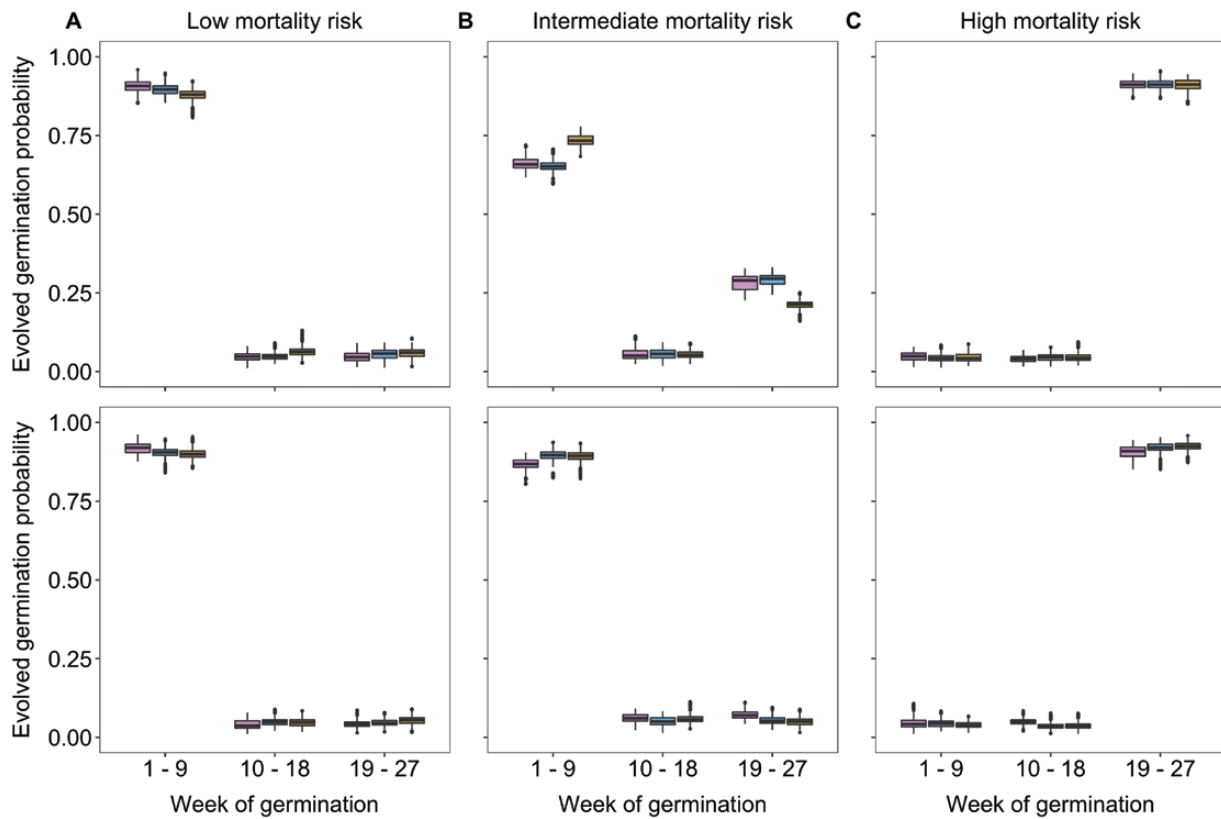 A Low mortality risk
B Intermediate mortality risk
C High mortality risk
Evolved germination probability
1.00
0.75
0.50
0.25
0.00
Evolved germination probability
1.00
0.75
0.50
0.25
0.00
1 - 9 10 - 18 19 - 27
1 - 9 10 - 18 19 - 27
1 - 9 10 - 18 19 - 27
Week of germination
Week of germination
Week of germination